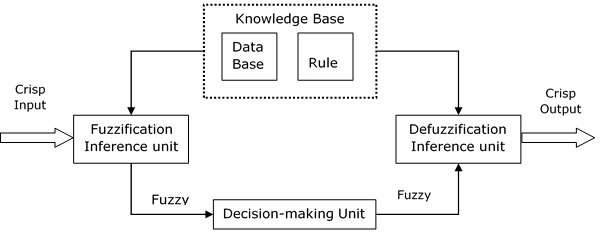 Knowledge Base
Data
Base
Rule
Crisp
Input
Fuzzification
Inference unit
Defuzzification
Inference unit
Crisp
Output
Fuzzy
Decision-making Unit
Fuzzy